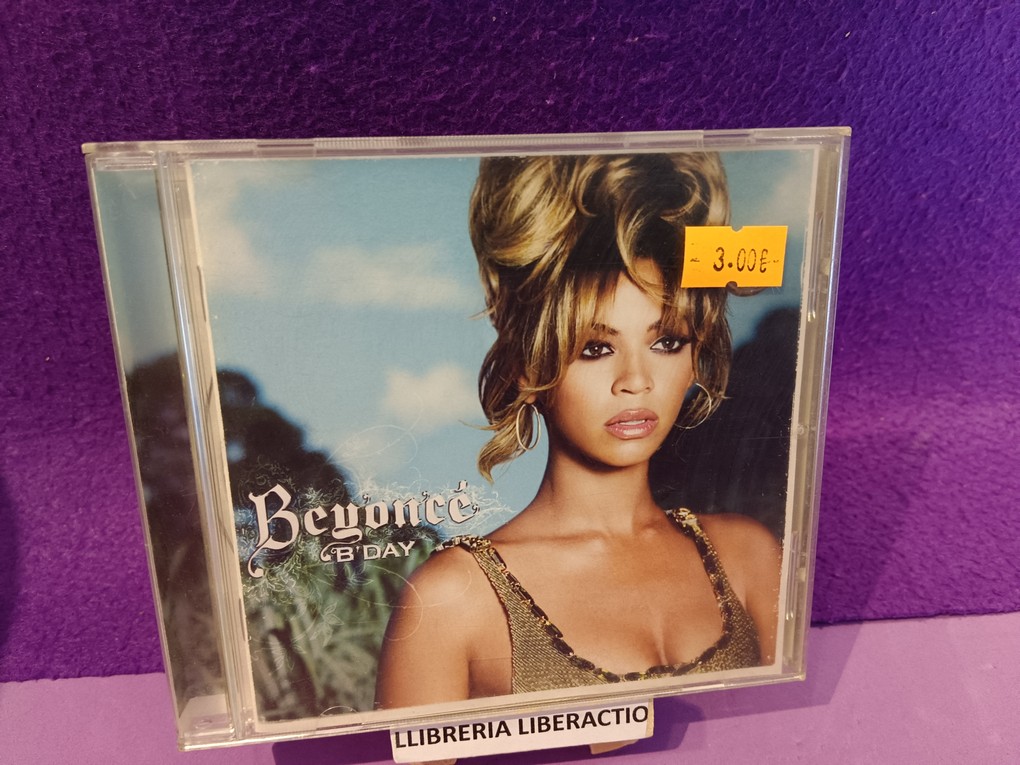 3.00€
Beyoncé
B'DAY
LLIBRERIA LIBERACTIO